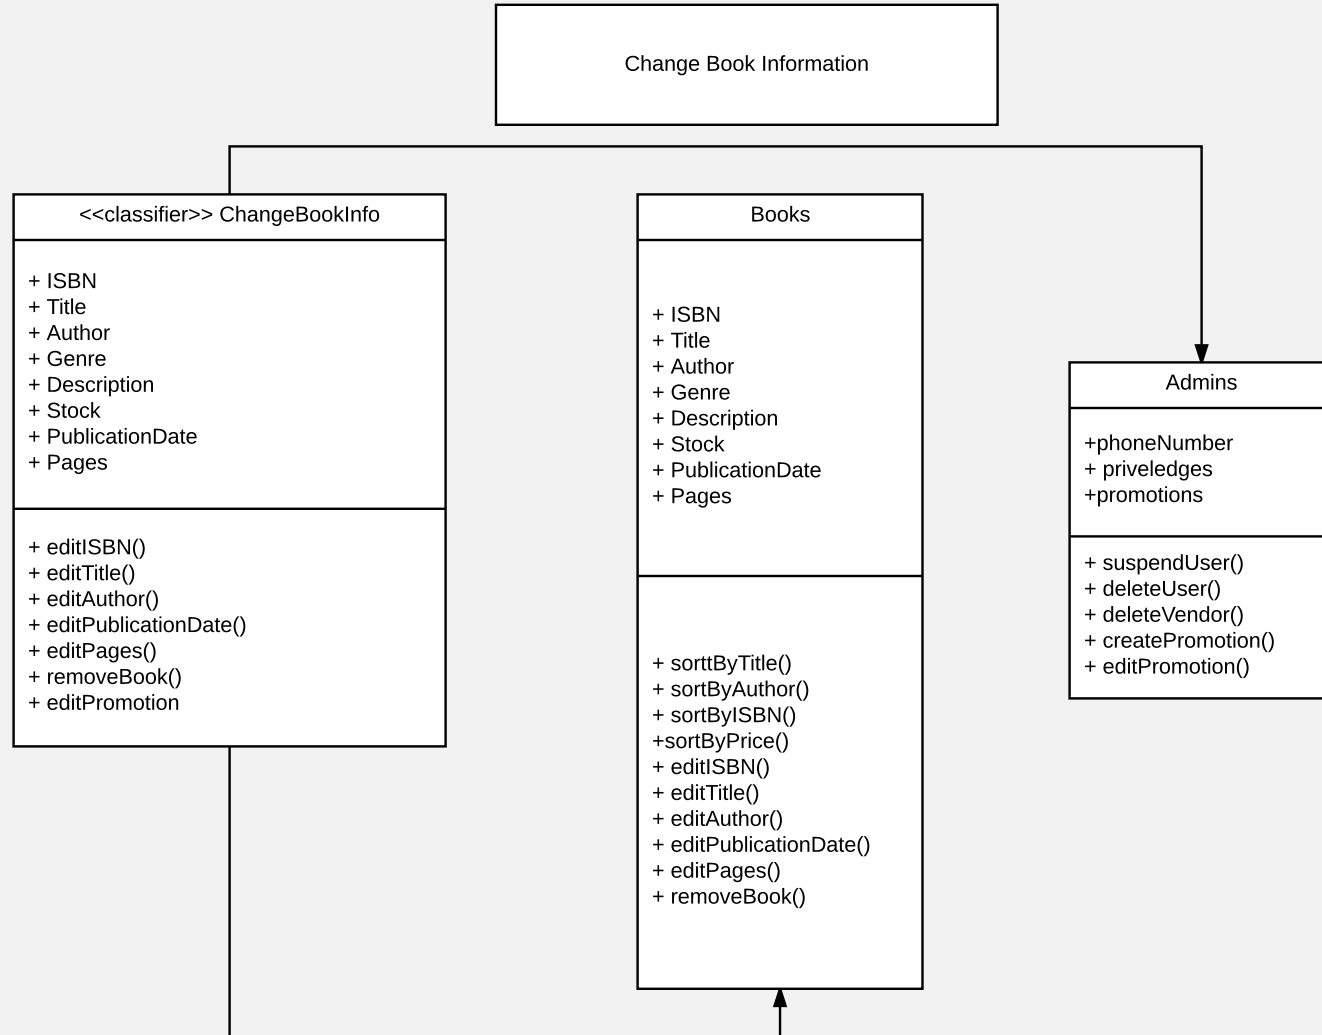 Change Book Information
<<classifier>> ChangeBookInfo
+ ISBN
+ Title
+ Author
+ Genre
+ Description
+ Stock
+ PublicationDate
+ Pages
+ editISBN()
+ editTitle()
+ editAuthor()
+ editPublicationDate()
+ editPages()
+ removeBook()
+ editPromotion
Books
+ ISBN
+ Title
+ Author
+ Genre
+ Description
+ Stock
+ PublicationDate
+ Pages
+ sorttByTitle()
+ sortByAuthor()
+ sortByISBN()
+sortByPrice()
+ editISBN()
+ editTitle()
+ editAuthor()
+ editPublicationDate()
+ editPages()
+ removeBook()
Admins
+phoneNumber
+ priveledges
+promotions
+ suspendUser()
+ deleteUser()
+ deleteVendor()
+ createPromotion()
+ editPromotion()